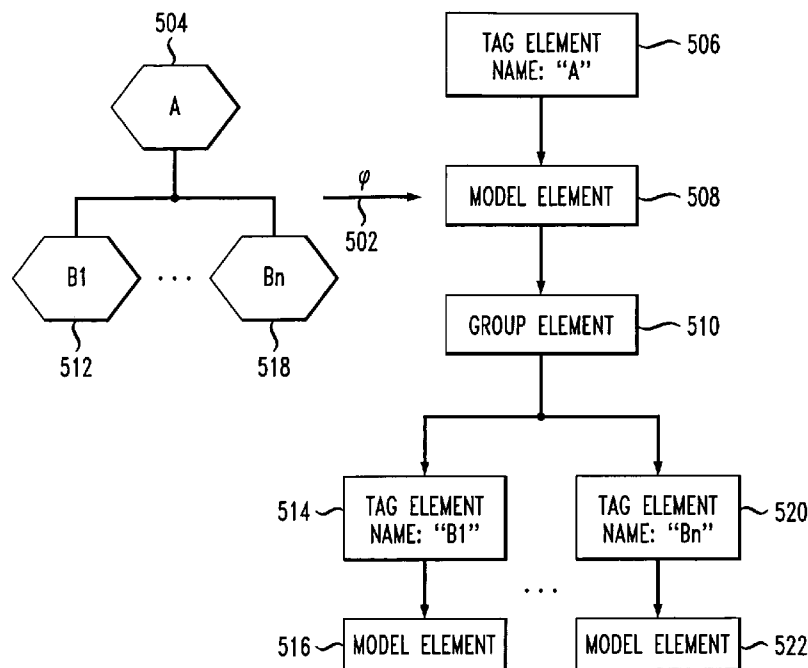 504
A
B1
. . .
Bn
512
518
φ
502
TAG ELEMENT
NAME: “A”
506
MODEL ELEMENT
508
GROUP ELEMENT
510
514
TAG ELEMENT
NAME: “B1”
TAG ELEMENT
NAME: “Bn”
520
. . .
516
MODEL ELEMENT
MODEL ELEMENT
522